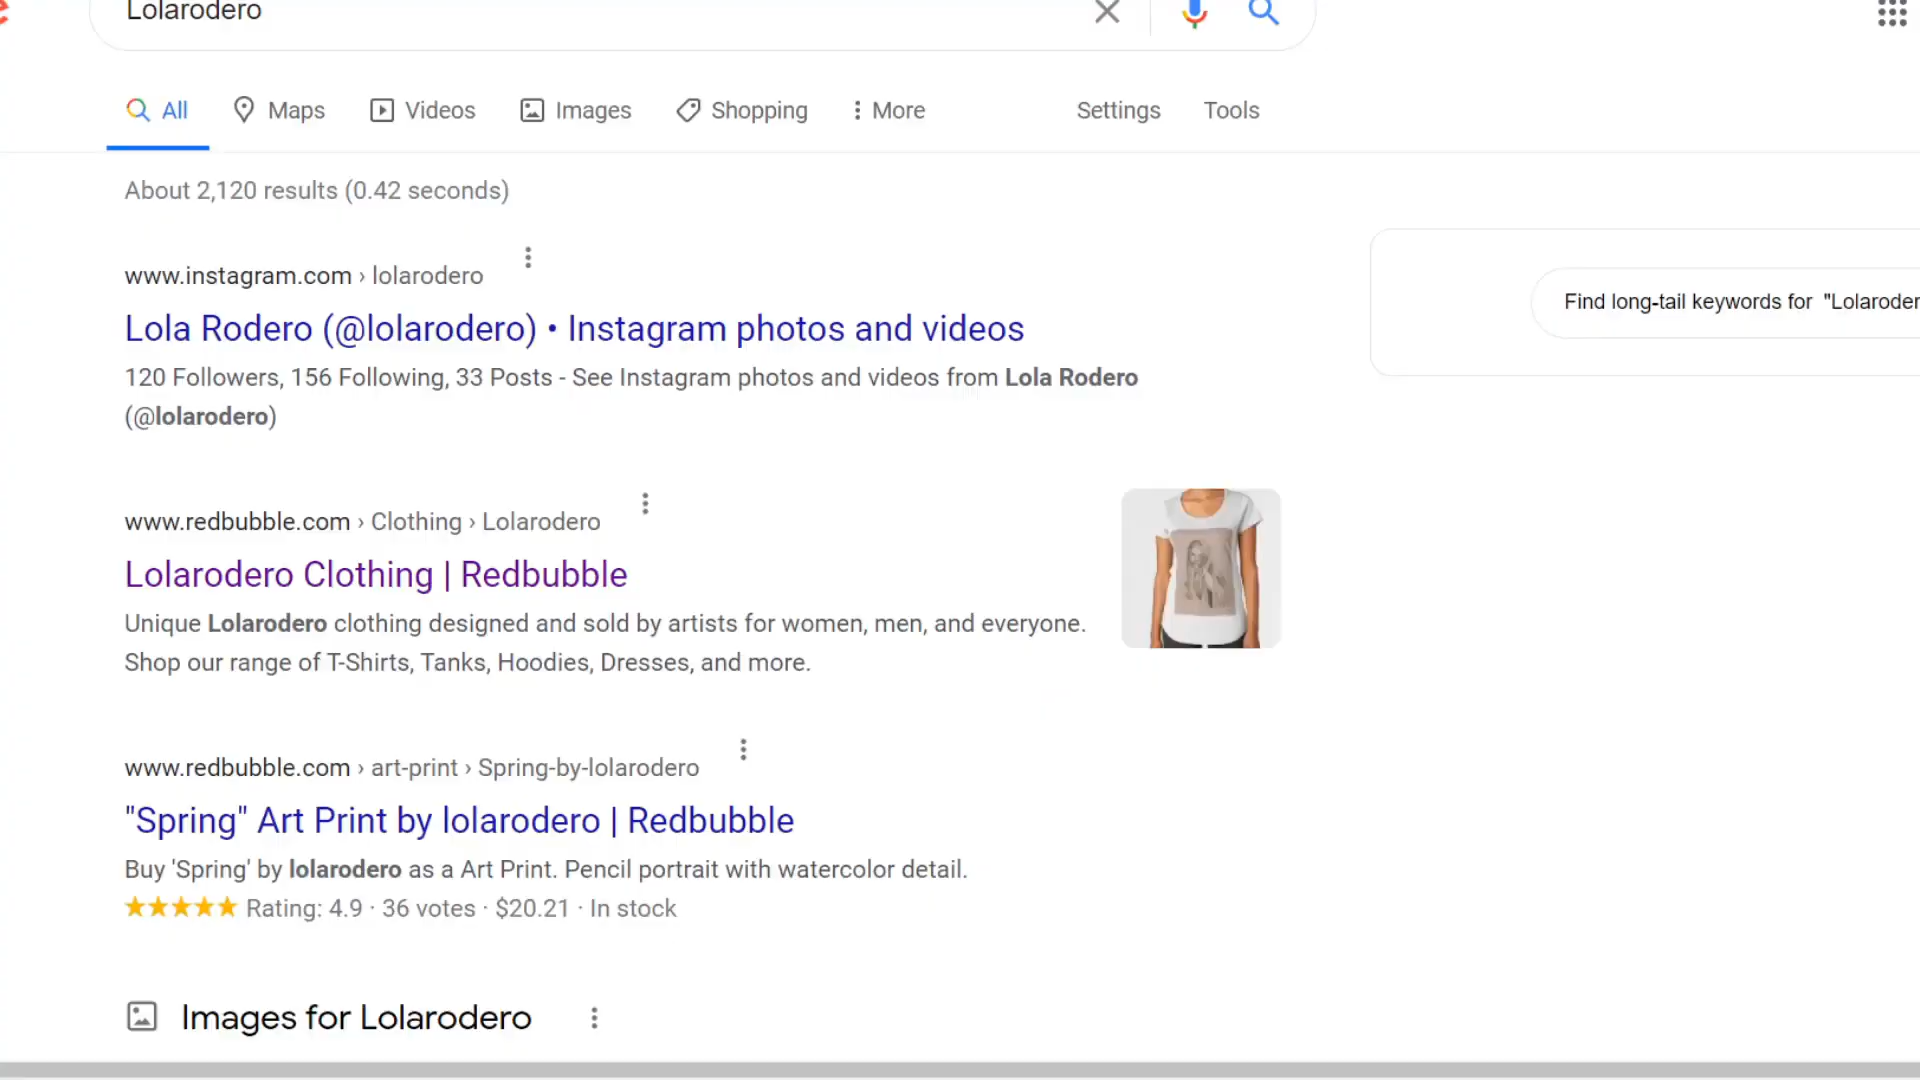 Lolarodero
All
Maps
Videos
Images
Shopping
More
Settings
Tools
About 2,120 results (0.42 seconds)
www.instagram.com › lolarodero
Lola Rodero (@lolarodero) • Instagram photos and videos
120 Followers, 156 Following, 33 Posts - See Instagram photos and videos from Lola Rodero
(@lolarodero)
Find long-tail keywords for "Lolaroder
www.redbubble.com › Clothing › Lolarodero
Lolarodero Clothing | Redbubble
Unique Lolarodero clothing designed and sold by artists for women, men, and everyone.
Shop our range of T-Shirts, Tanks, Hoodies, Dresses, and more.
www.redbubble.com › art-print › Spring-by-lolarodero
"Spring" Art Print by lolarodero | Redbubble
Buy 'Spring' by lolarodero as a Art Print. Pencil portrait with watercolor detail.
★★★★★ Rating: 4.9 · 36 votes · $20.21 · In stock
Images for Lolarodero